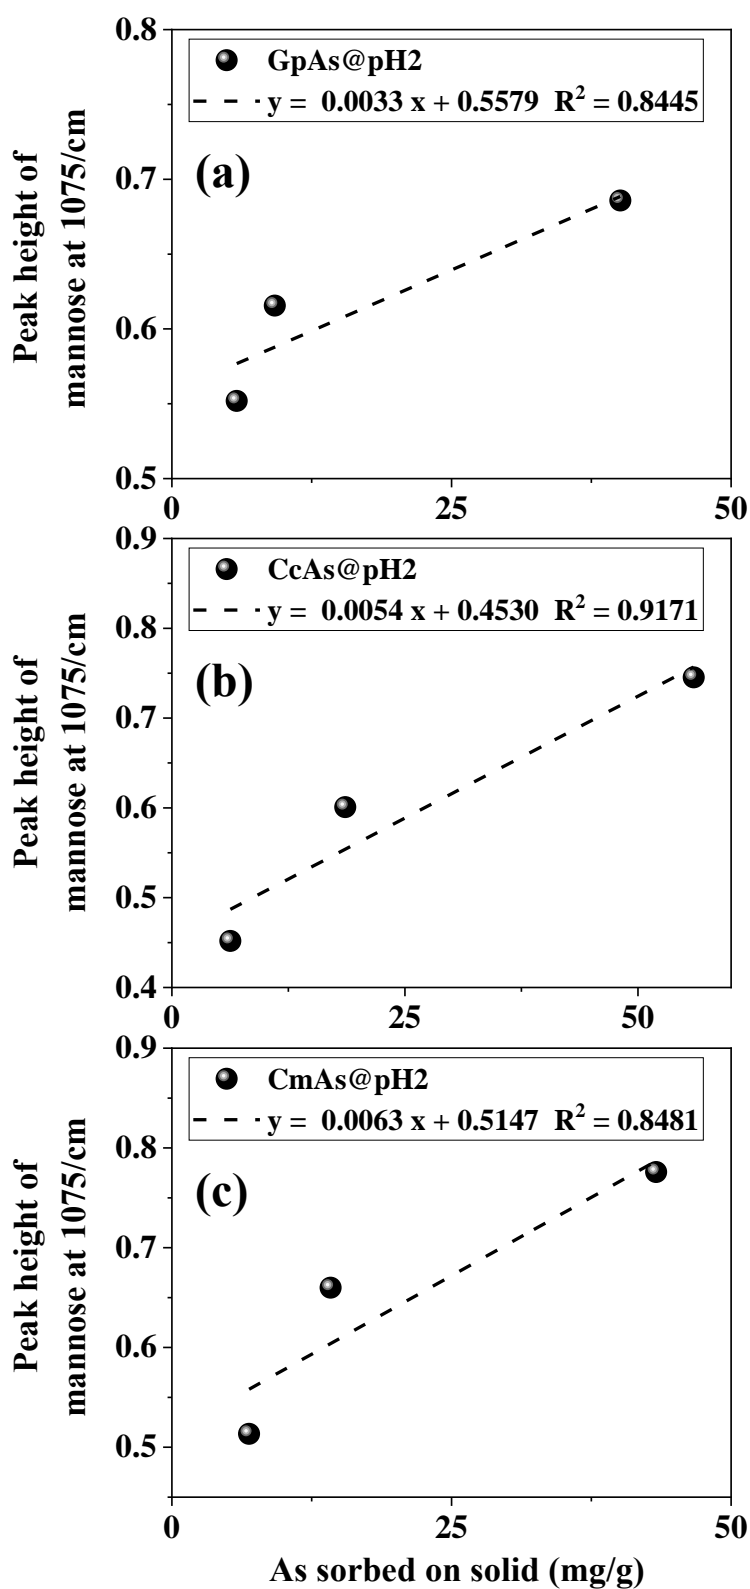 0.8
GpAs@pH2
y = 0.0033 x + 0.5579 R² = 0.8445
(a)
0.7
0.6
0.5
Peak height of
mannose at 1075/cm
0 25 50
0.9
CcAs@pH2
y = 0.0054 x + 0.4530 R² = 0.9171
0.8
(b)
0.7
0.6
0.5
0.4
Peak height of
mannose at 1075/cm
0 25 50
0.9
CmAs@pH2
y = 0.0063 x + 0.5147 R² = 0.8481
0.8
(c)
0.7
0.6
0.5
Peak height of
mannose at 1075/cm
0 25 50
As sorbed on solid (mg/g)